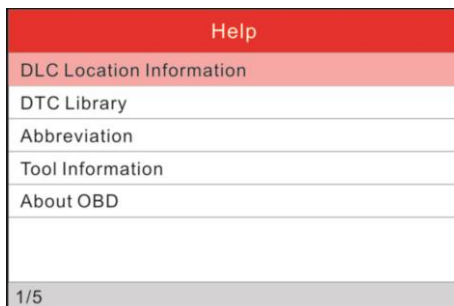 Help
DLC Location Information
DTC Library
Abbreviation
Tool Information
About OBD
1/5